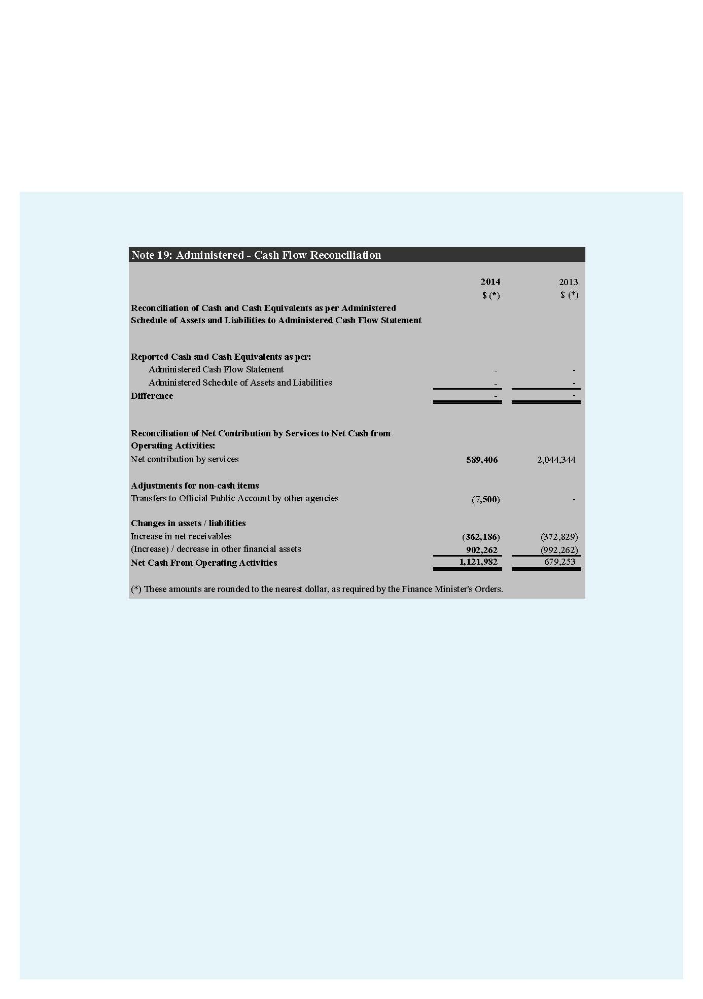 Note 19: Administered - Cash Flow Reconciliation
2014 2013
$ (*) $ (*)
Reconciliation of Cash and Cash Equivalents as per Administered
Schedule of Assets and Liabilities to Administered Cash Flow Statement
Reported Cash and Cash Equivalents as per:
Administered Cash Flow Statement - -
Administered Schedule of Assets and Liabilities - -
Difference - -
Reconciliation of Net Contribution by Services to Net Cash from
Operating Activities:
Net contribution by services 589,406 2,044,344
Adjustments for non-cash items
Transfers to Official Public Account by other agencies (7,500) -
Changes in assets / liabilities
Increase in net receivables (362,186) (372,829)
(Increase) / decrease in other financial assets 902,262 (992,262)
Net Cash From Operating Activities 1,121,982 679,253
(*) These amounts are rounded to the nearest dollar, as required by the Finance Minister's Orders.